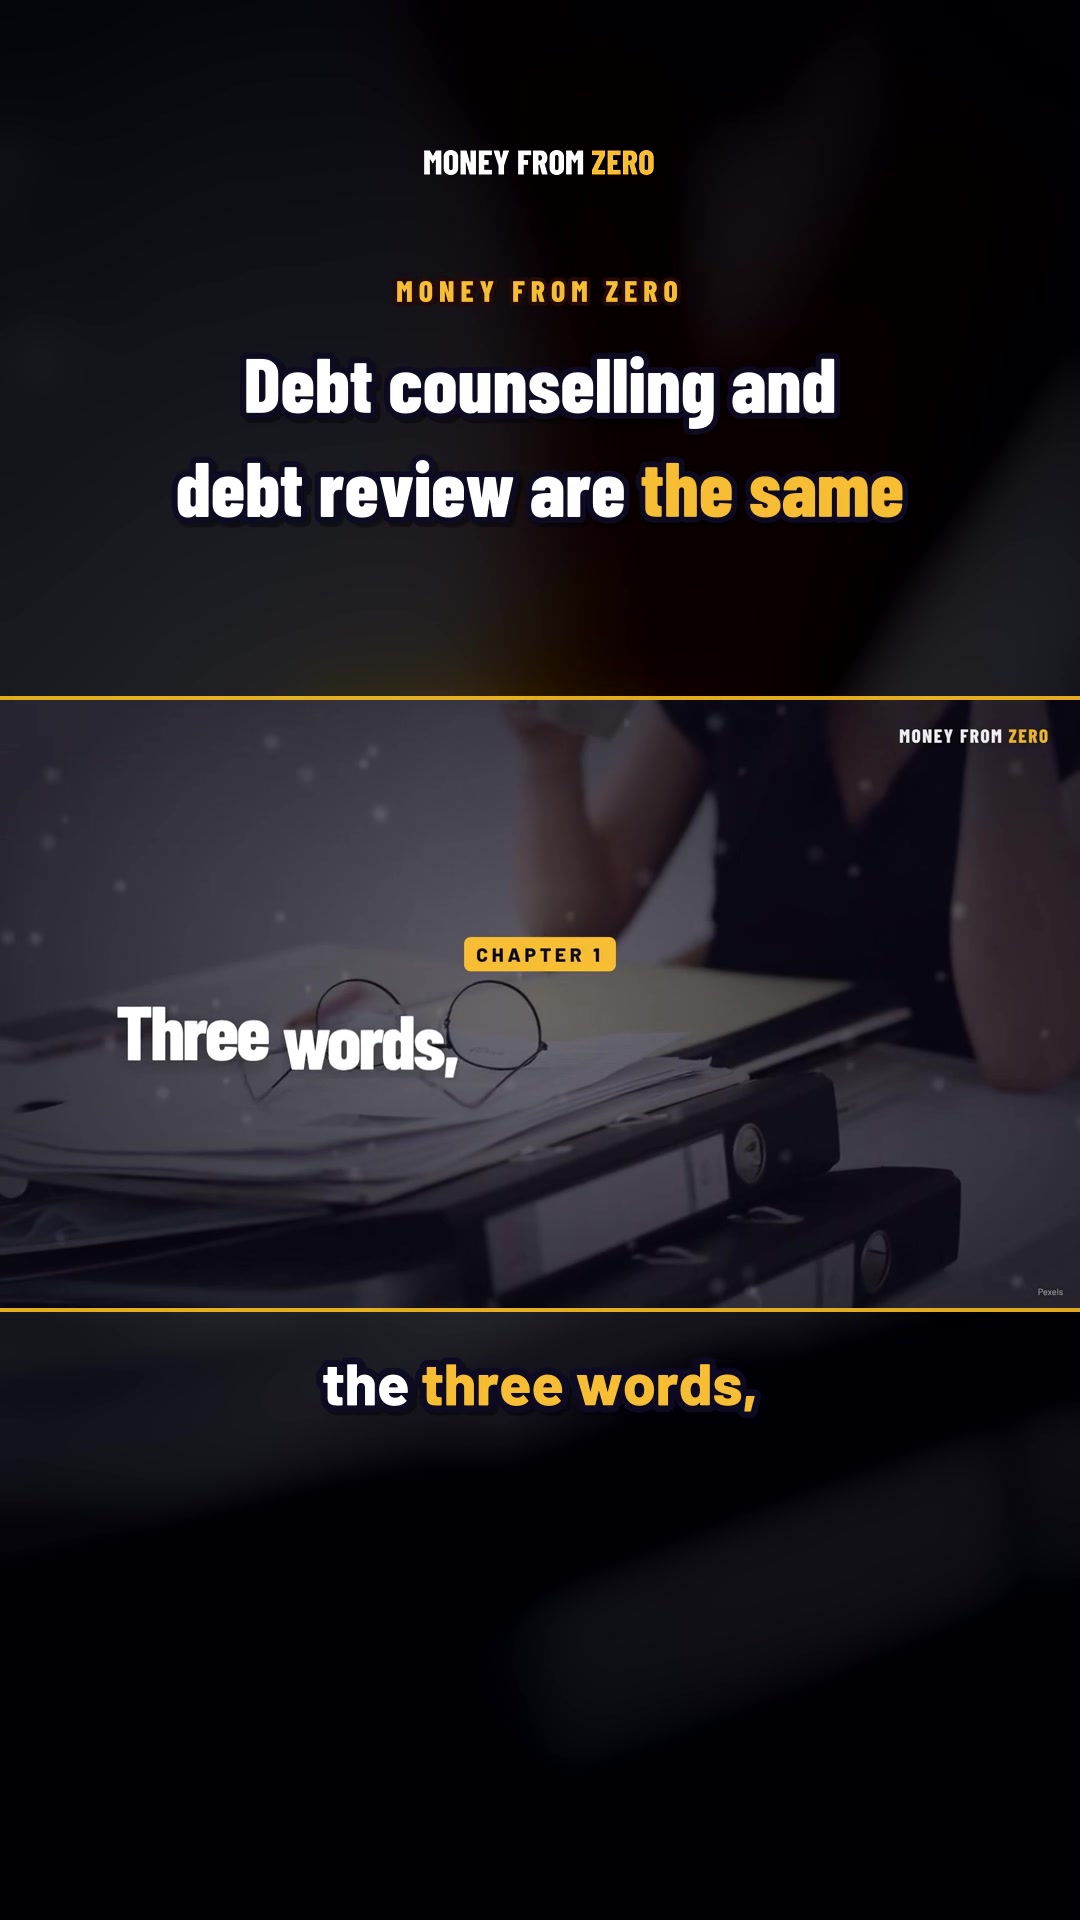 MONEY FROM ZERO
MONEY FROM ZERO
Debt counselling and
debt review are the same
MONEY FROM ZERO
CHAPTER 1
Three words,
Pexels
the three words,